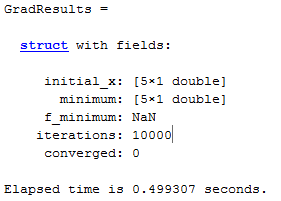 GradResults =
struct with fields:
initial_x: [5×1 double]
minimum: [5×1 double]
f_minimum: NaN
iterations: 10000
converged: 0
Elapsed time is 0.499307 seconds.